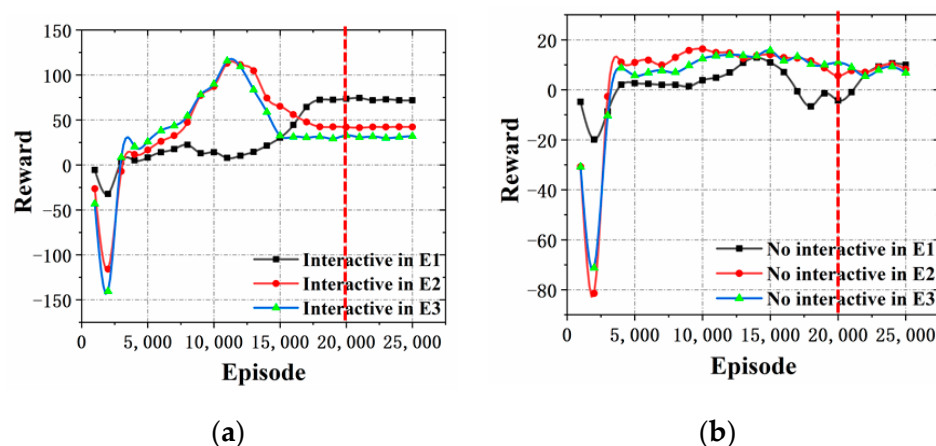 150
100
50
0
−50
−100
−150
Reward
Interactive in E1
Interactive in E2
Interactive in E3
0 5,000 10,000 15,000 20,000 25,000
Episode
(a)
20
0
−20
−40
−60
−80
Reward
No interactive in E1
No interactive in E2
No interactive in E3
0 5,000 10,000 15,000 20,000 25,000
Episode
(b)